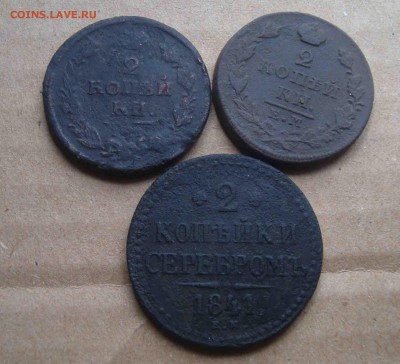 COINS.LAVE.RU
2
КОПѢЙ
КИ.
2
КОПѢЙ
КИ.
Е.М.
2
КОПѢЙКИ
СЕРЕБРОМЪ